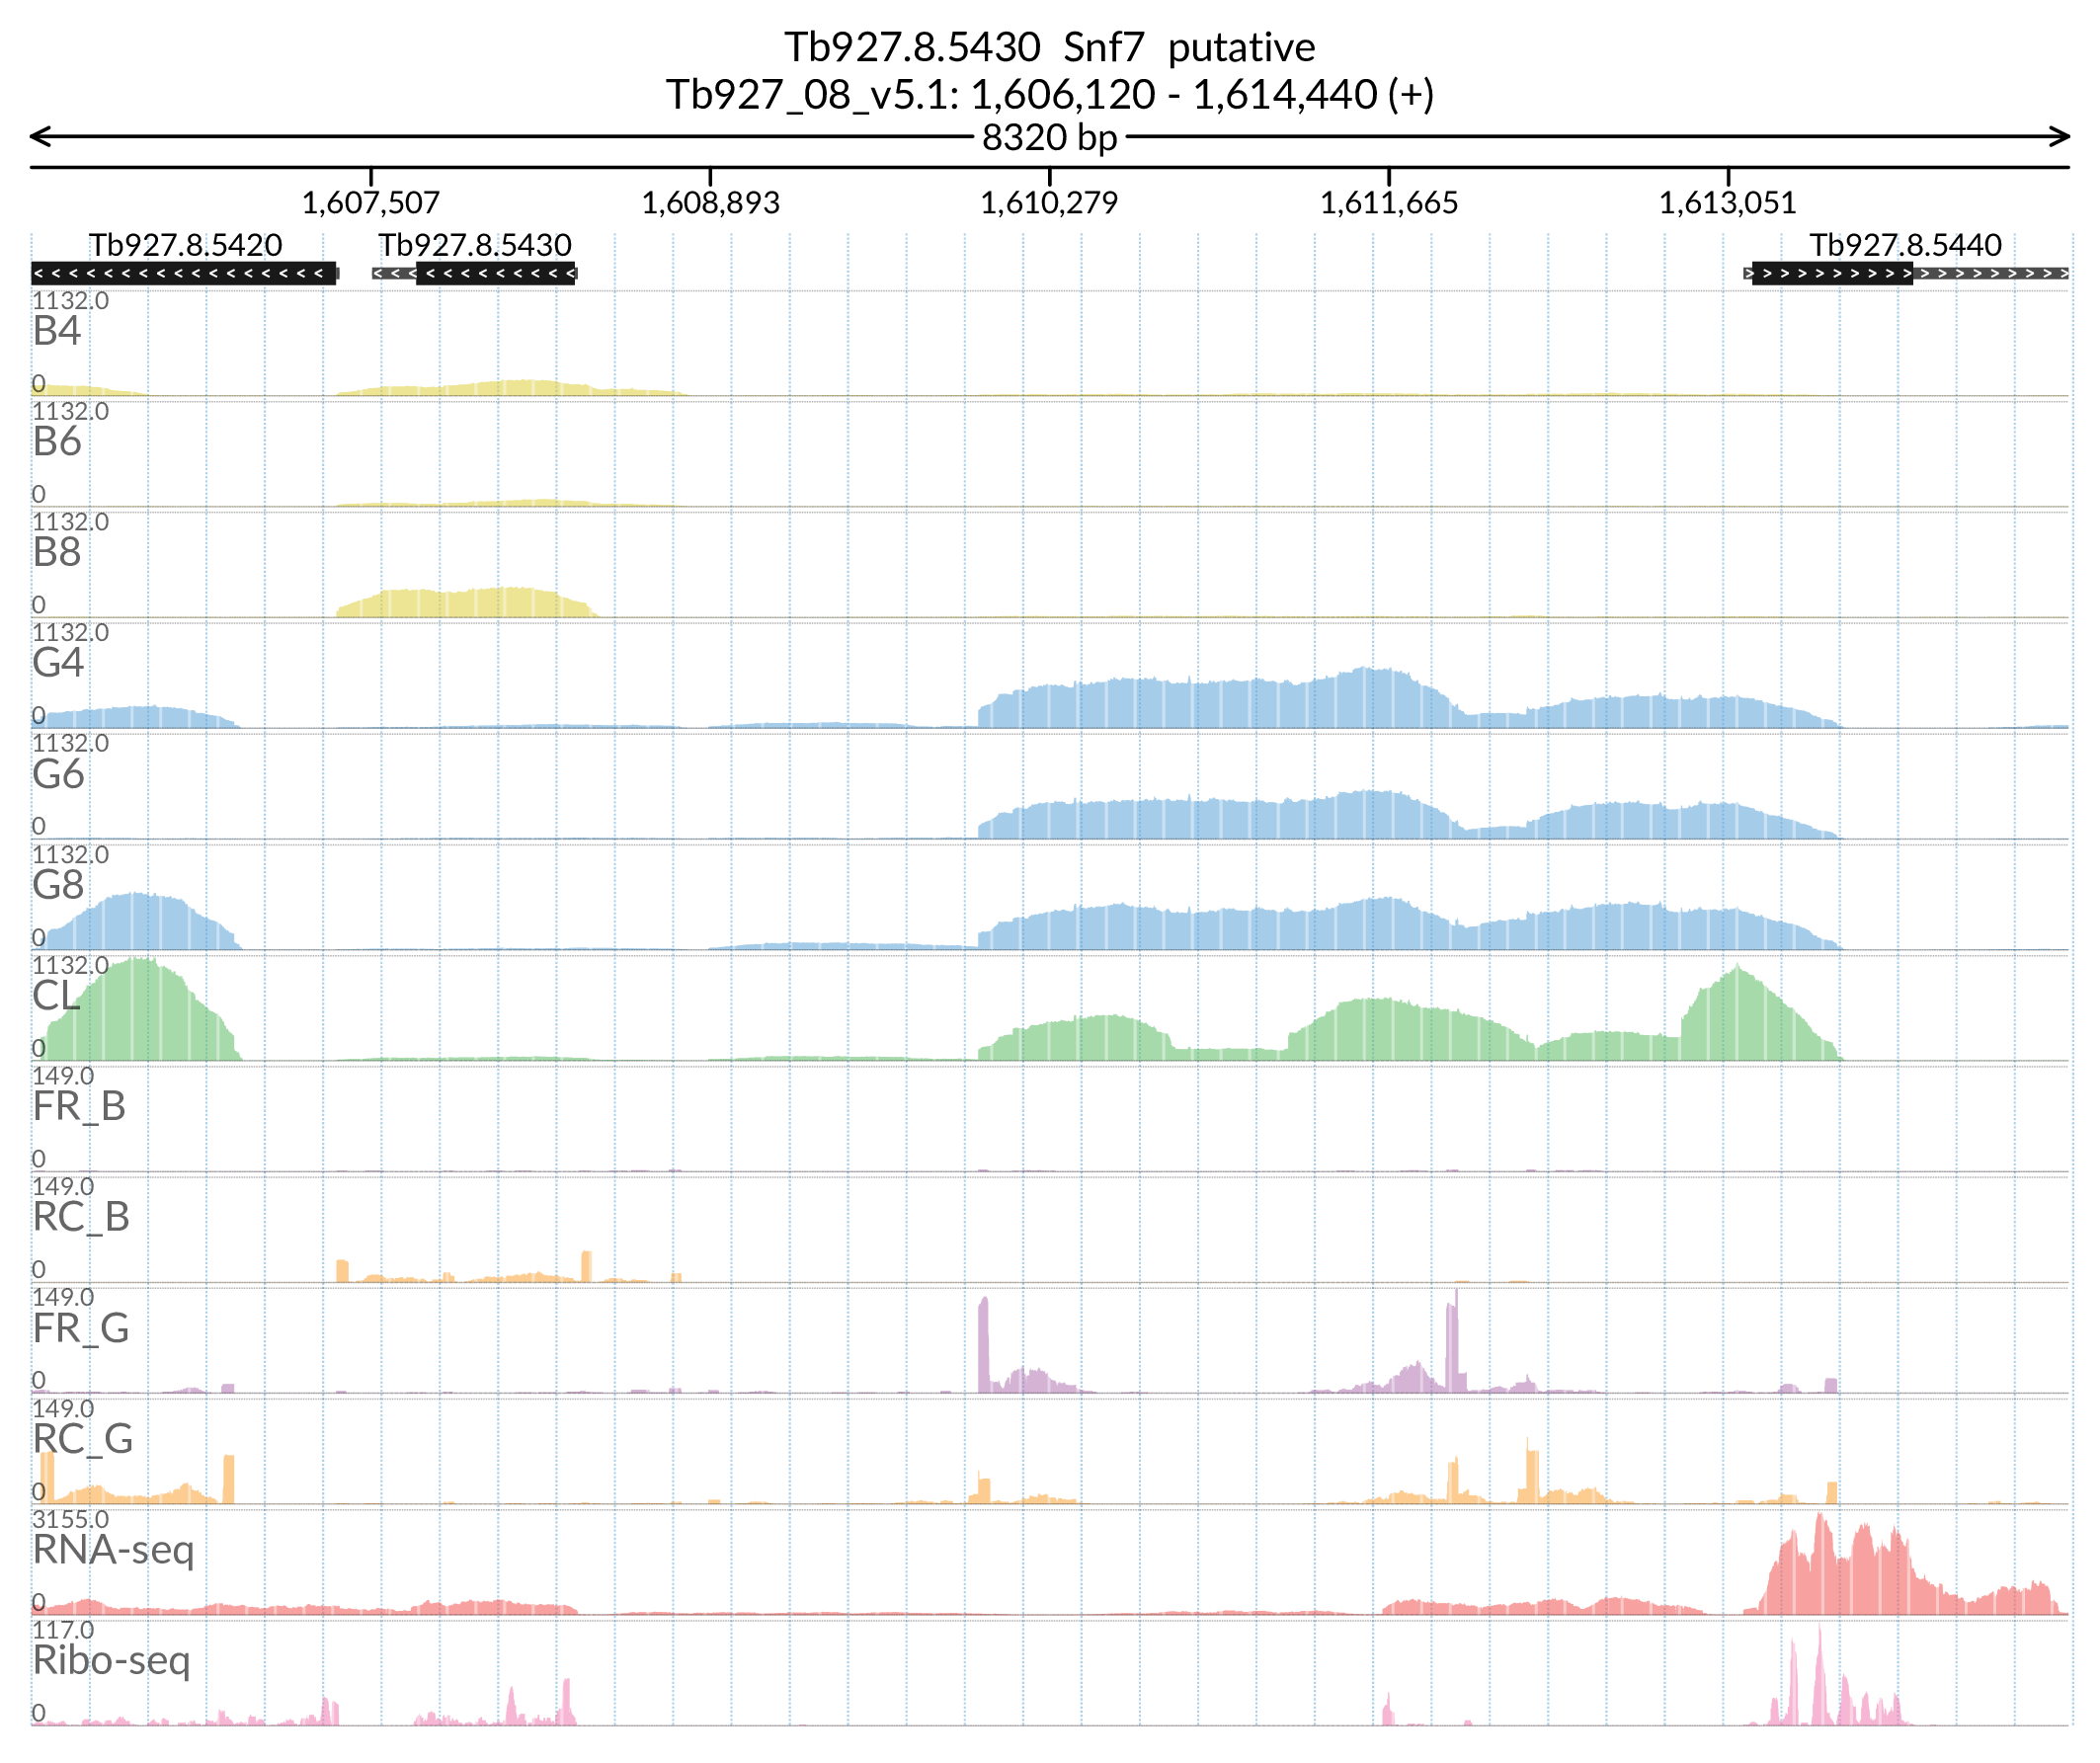 Tb927.8.5430 Snf7 putative
Tb927_08_v5.1: 1,606,120 - 1,614,440 (+)
8320 bp
1,607,507 1,608,893 1,610,279 1,611,665 1,613,051
Tb927.8.5420 Tb927.8.5430 Tb927.8.5440
1132.0
B4
0
1132.0
B6
0
1132.0
B8
0
1132.0
G4
0
1132.0
G6
0
1132.0
G8
0
1132.0
CL
0
149.0
FR_B
0
149.0
RC_B
0
149.0
FR_G
0
149.0
RC_G
0
3155.0
RNA-seq
0
117.0
Ribo-seq
0